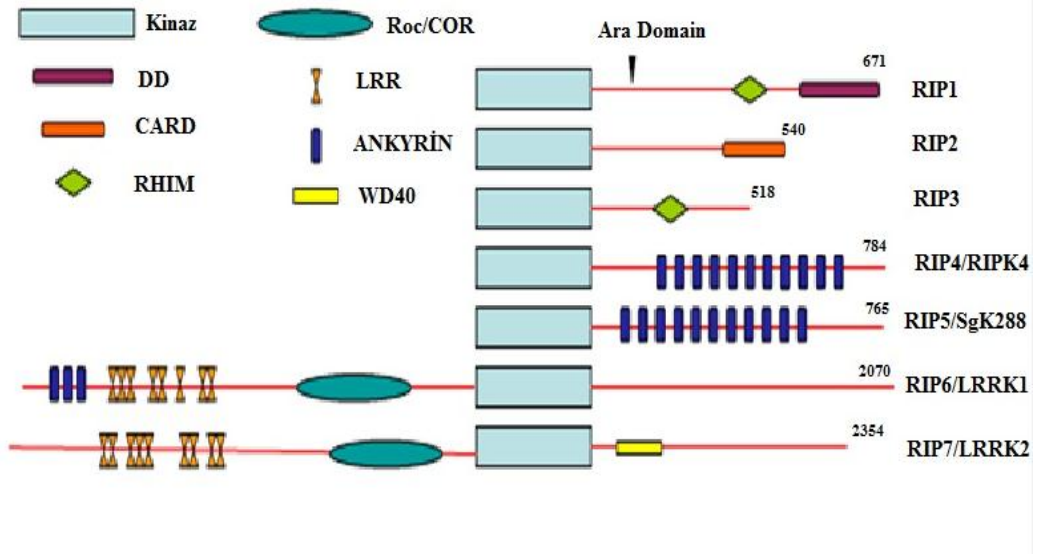 Kinaz
Roc/COR
DD
LRR
CARD
ANKYRİN
RHIM
WD40
Ara Domain
671
RIP1
540
RIP2
518
RIP3
784
RIP4/RIPK4
765
RIP5/SgK288
2070
RIP6/LRRK1
2354
RIP7/LRRK2